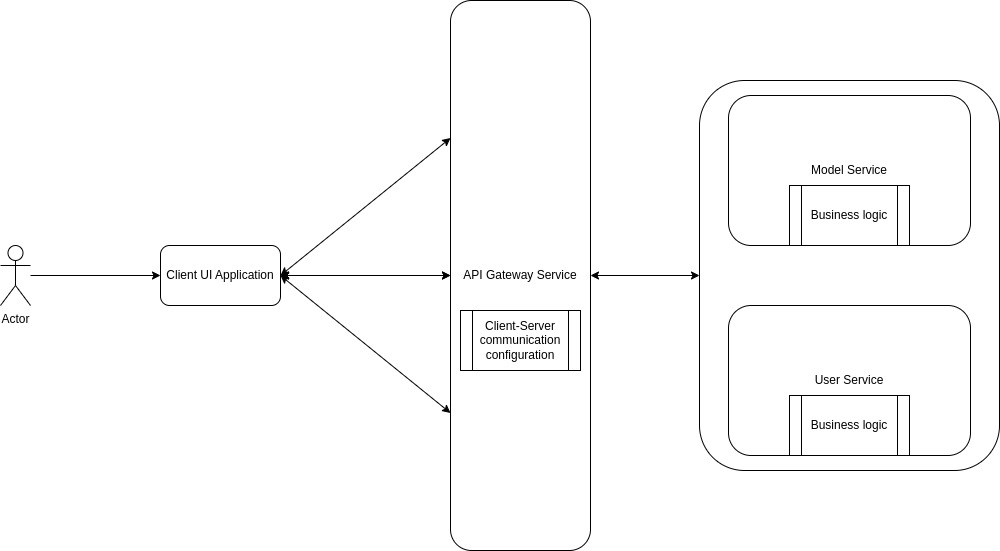 Actor
Client UI Application
API Gateway Service
Client-Server
communication
configuration
Model Service
Business logic
User Service
Business logic